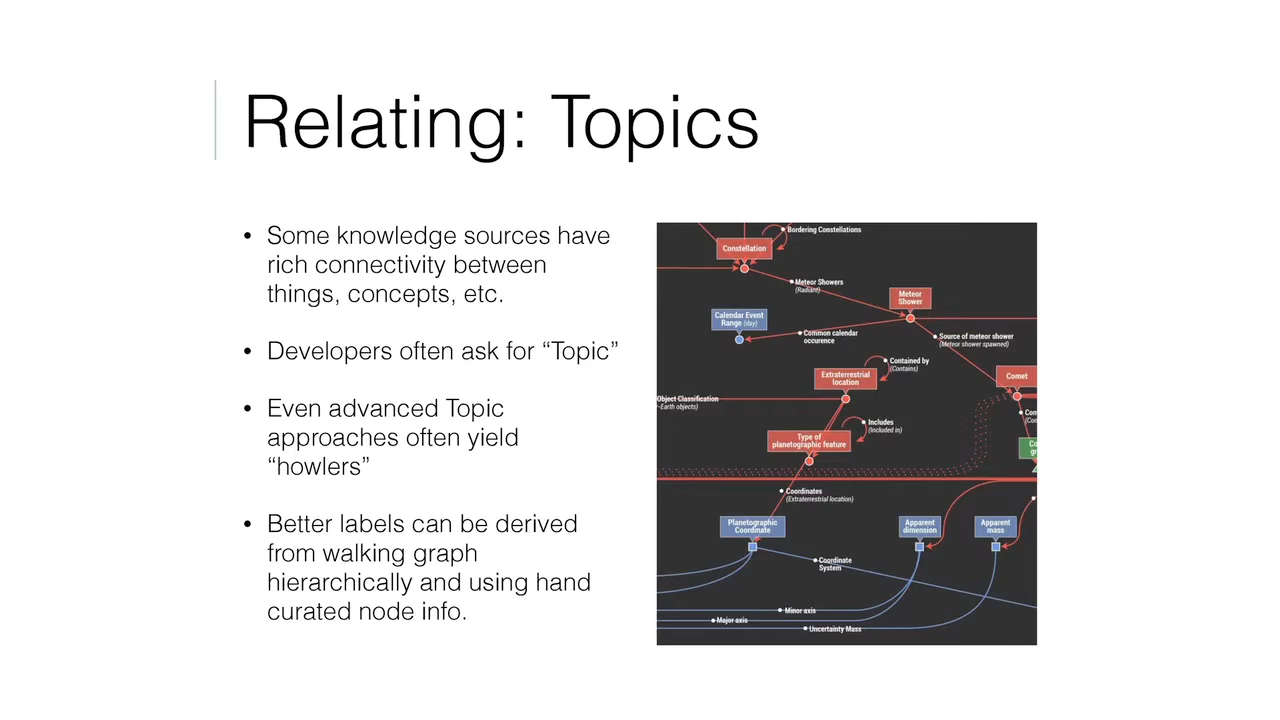 Relating: Topics
• Some knowledge sources have
rich connectivity between
things, concepts, etc.
• Developers often ask for “Topic”
• Even advanced Topic
approaches often yield
“howlers”
• Better labels can be derived
from walking graph
hierarchically and using hand
curated node info.
Bordering Constellations
Constellation
Meteor Showers
(Radiant)
Meteor
Shower
Calendar Event
Range (day)
Common calendar
occurence
Source of meteor shower
(Meteor shower spawned)
Contained by
(Contains)
Extraterrestrial
location
Comet
Object Classification
-Earth objects)
Com
(Con
Includes
(Included in)
Type of
planetographic feature
Co
gr
Coordinates
(Extraterrestrial location)
Planetographic
Coordinate
Apparent
dimension
Apparent
mass
Coordinate
System
Minor axis
Major axis
Uncertainty Mass